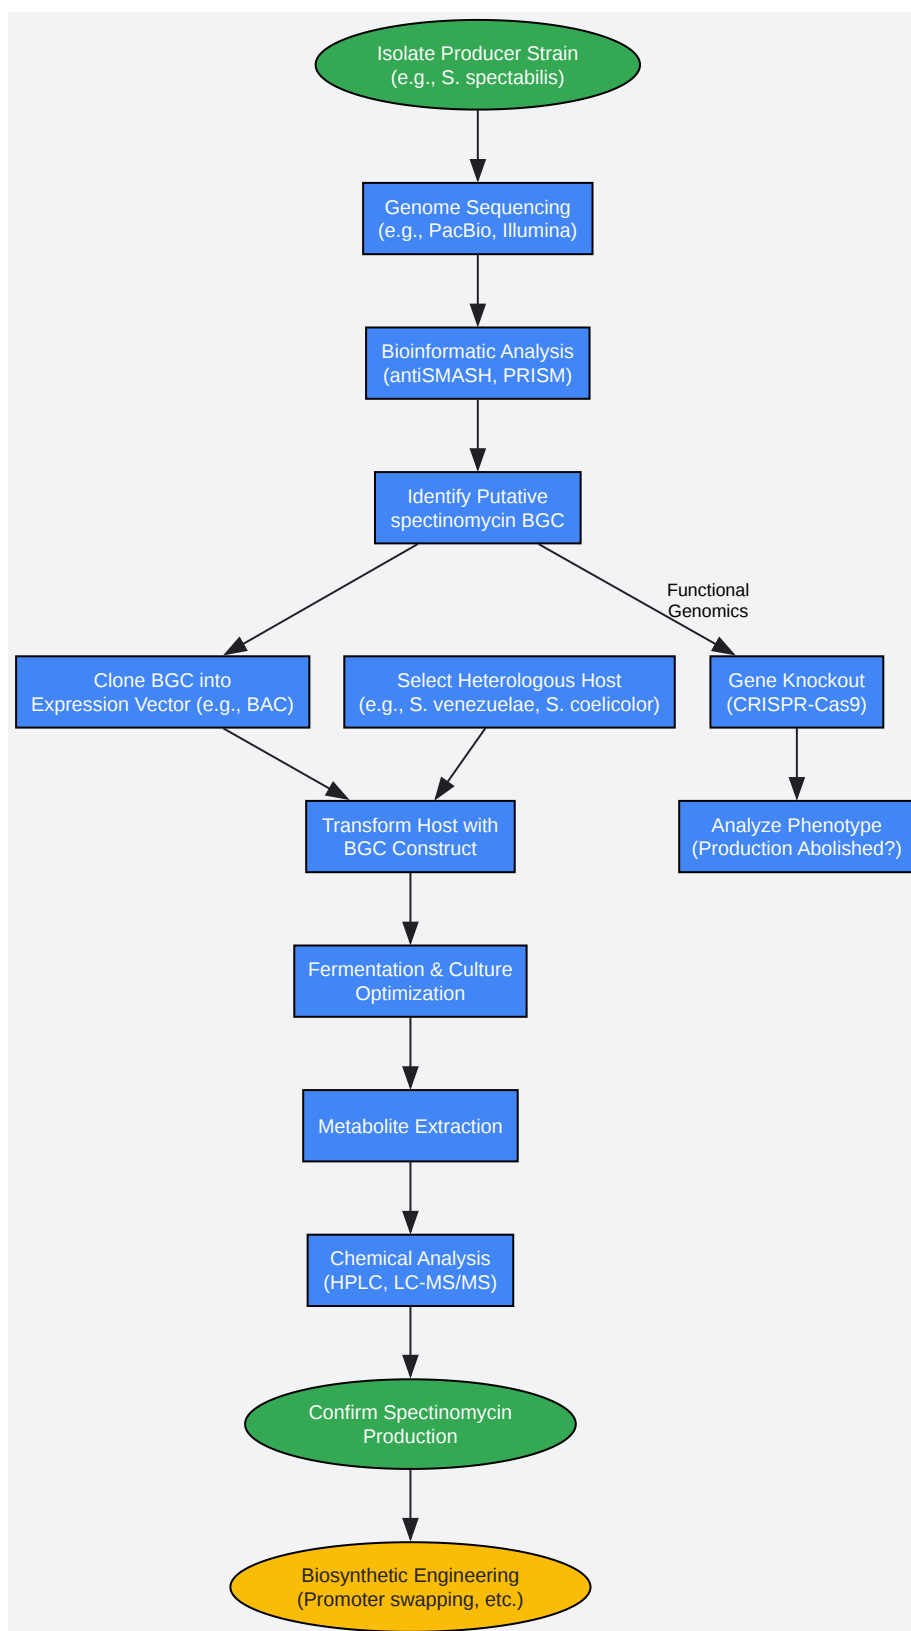 Isolate Producer Strain
(e.g., S. spectabilis)
Genome Sequencing
(e.g., PacBio, Illumina)
Bioinformatic Analysis
(antiSMASH, PRISM)
Identify Putative
spectinomycin BGC
Functional
Genomics
Clone BGC into
Expression Vector (e.g., BAC)
Select Heterologous Host
(e.g., S. venezuelae, S. coelicolor)
Gene Knockout
(CRISPR-Cas9)
Transform Host with
BGC Construct
Analyze Phenotype
(Production Abolished?)
Fermentation & Culture
Optimization
Metabolite Extraction
Chemical Analysis
(HPLC, LC-MS/MS)
Confirm Spectinomycin
Production
Biosynthetic Engineering
(Promoter swapping, etc.)